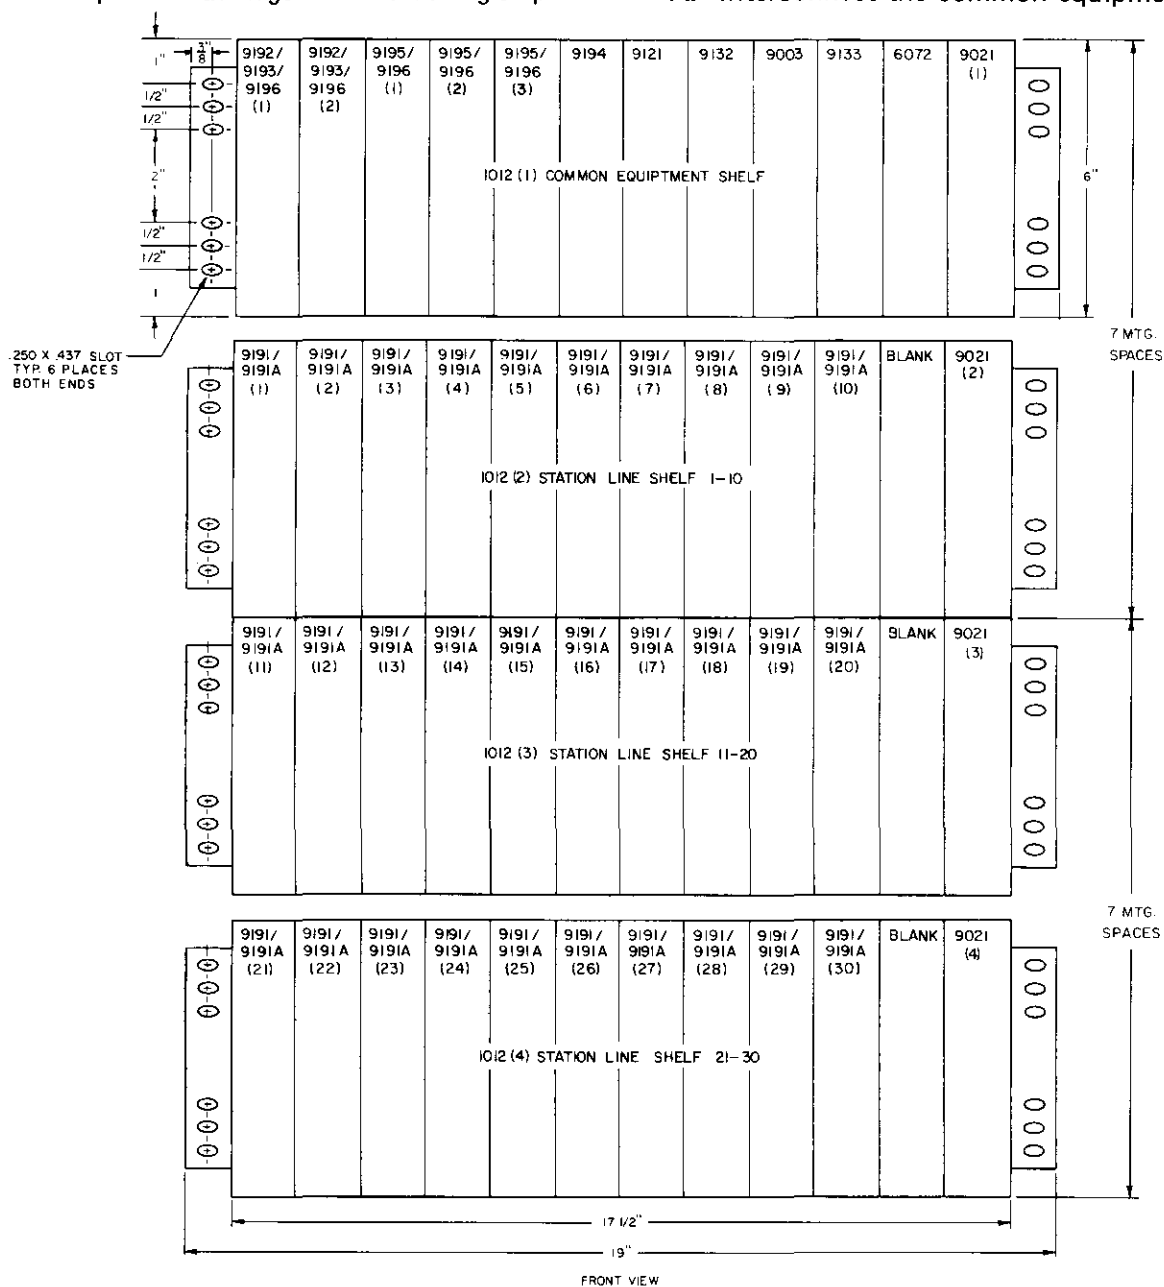 9192/ 9192/ 9195/ 9195/ 9195/ 9194 9121 9132 9003 9133 6072 9021
9193/ 9193/ 9196 9196 9196 (1)
9196 9196 (1) (2) (3)
(1) (2)
1"
3/8"
1/2"
1/2"
2"
1/2"
1/2"
1
6"
1012 (1) COMMON EQUIPTMENT SHELF
.250 X .437 SLOT
TYP. 6 PLACES
BOTH ENDS
7 MTG.
SPACES
9191/ 9191/ 9191/ 9191/ 9191/ 9191/ 9191/ 9191/ 9191/ 9191/ BLANK 9021
9191A 9191A 9191A 9191A 9191A 9191A 9191A 9191A 9191A 9191A (2)
(1) (2) (3) (4) (5) (6) (7) (8) (9) (10)
1012 (2) STATION LINE SHELF 1-10
9191/ 9191/ 9191/ 9191/ 9191/ 9191/ 9191/ 9191/ 9191/ 9191/ BLANK 9021
9191A 9191A 9191A 9191A 9191A 9191A 9191A 9191A 9191A 9191A (3)
(11) (12) (13) (14) (15) (16) (17) (18) (19) (20)
1012 (3) STATION LINE SHELF 11-20
7 MTG.
SPACES
9191/ 9191/ 9191/ 9191/ 9191/ 9191/ 9191/ 9191/ 9191/ 9191/ BLANK 9021
9191A 9191A 9191A 9191A 9191A 9191A 9191A 9191A 9191A 9191A (4)
(21) (22) (23) (24) (25) (26) (27) (28) (29) (30)
1012 (4) STATION LINE SHELF 21-30
17 1/2"
19"
FRONT VIEW